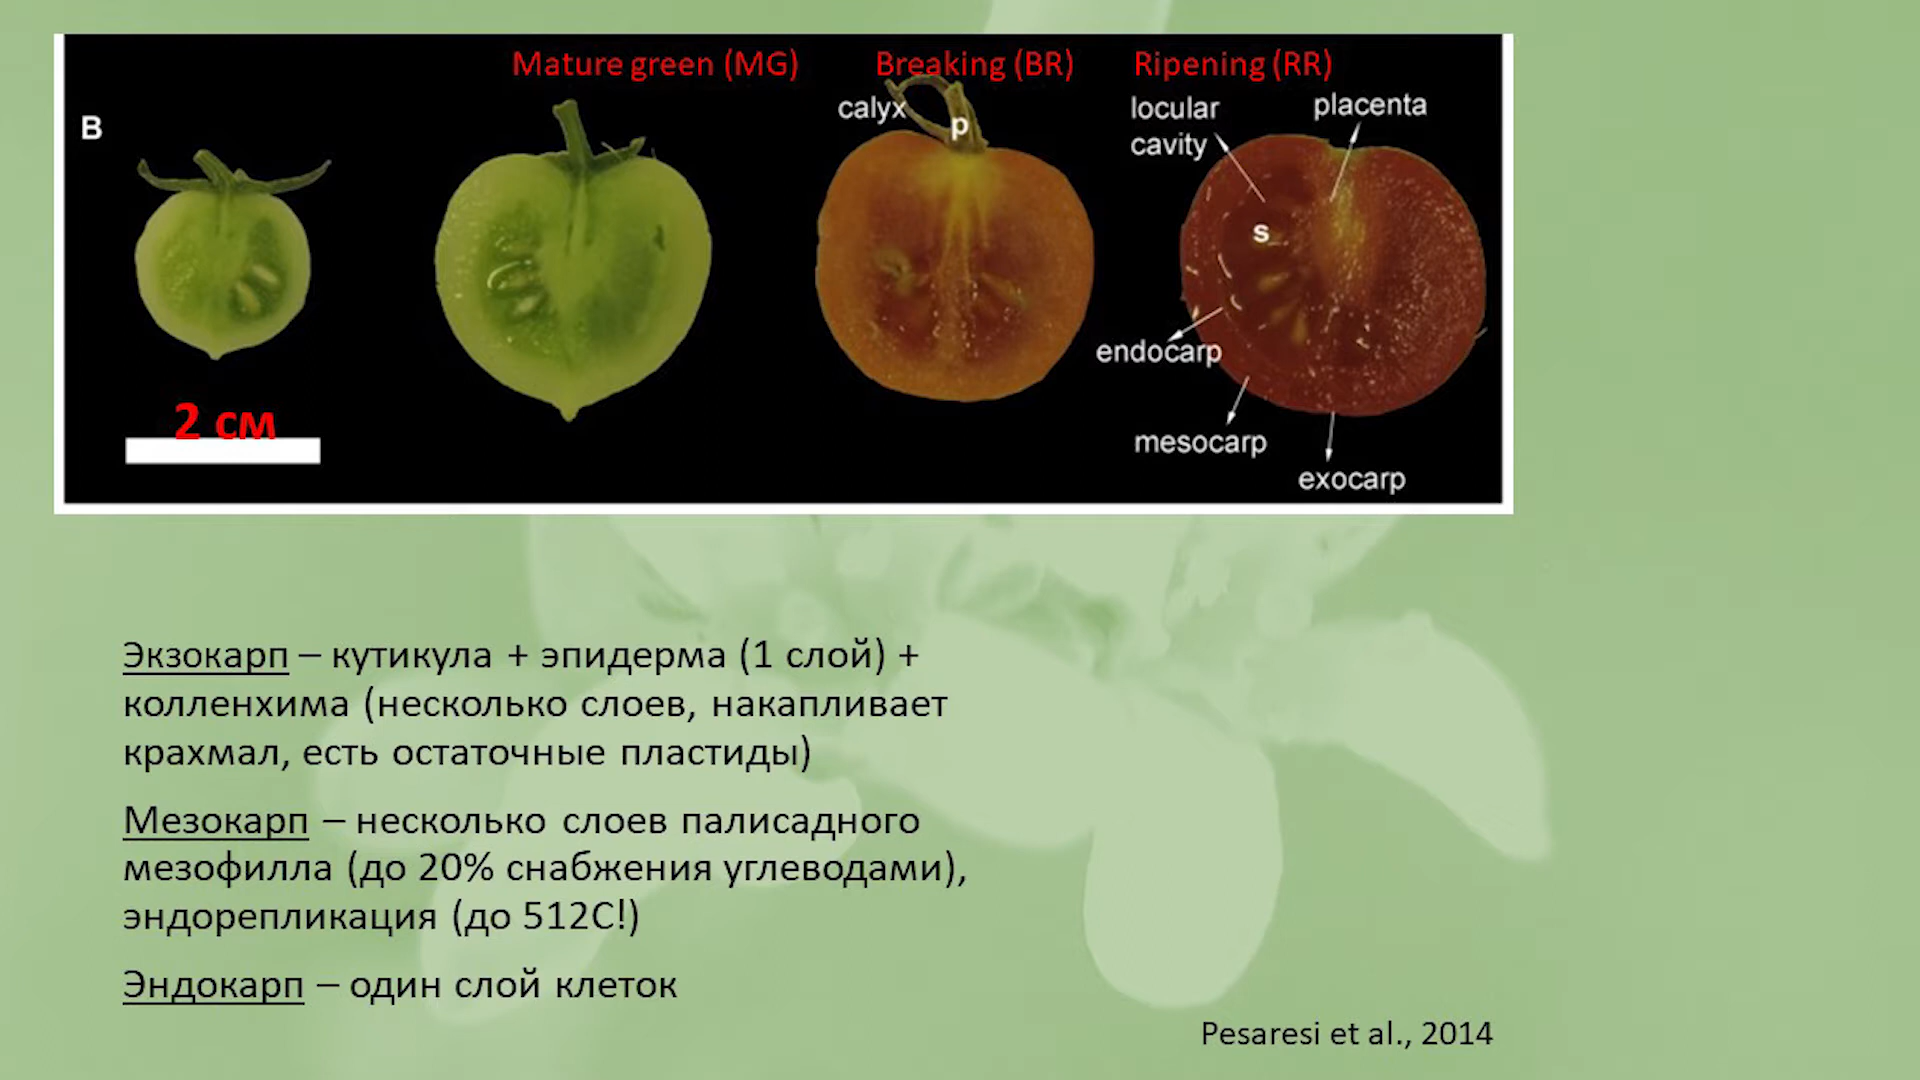 Mature green (MG) Breaking (BR) Ripening (RR)
B
calyx
p
locular
cavity
placenta
s
endocarp
mesocarp
exocarp
2 см
Экзокарп – кутикула + эпидерма (1 слой) +
колленхима (несколько слоев, накапливает
крахмал, есть остаточные пластиды)
Мезокарп – несколько слоев палисадного
мезофилла (до 20% снабжения углеводами),
эндорепликация (до 512С!)
Эндокарп – один слой клеток
Pesaresi et al., 2014